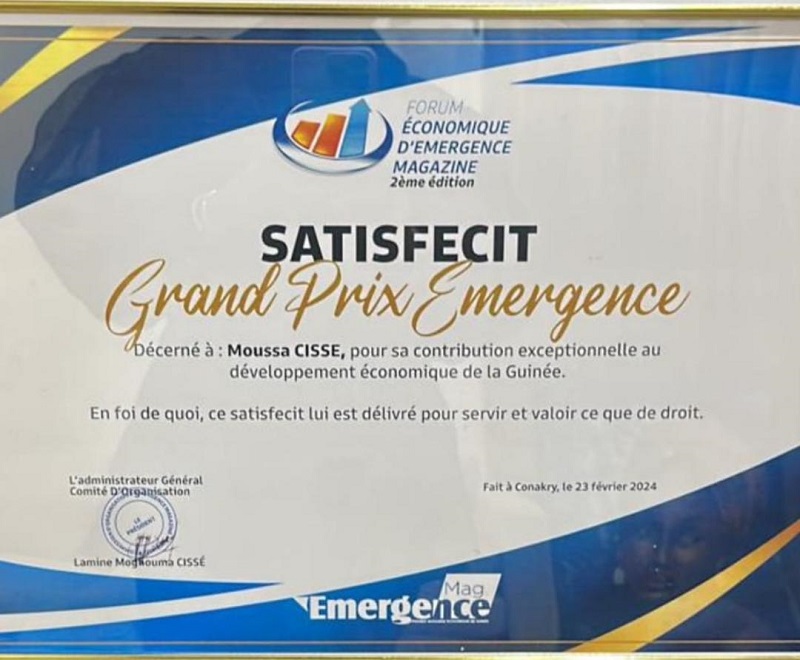 FORUM
ÉCONOMIQUE
D'EMERGENCE
MAGAZINE
2ème édition
SATISFECIT
Grand Prix Emergence
Décerné à : Moussa CISSE, pour sa contribution exceptionnelle au
développement économique de la Guinée.
En foi de quoi, ce satisfecit lui est délivré pour servir et valoir ce que de droit.
L'administrateur Général
Comité D'Organisation
Fait à Conakry, le 23 février 2024
LE
PRÉSIDENT
Lamine CISSÉ
Mag
Emergence